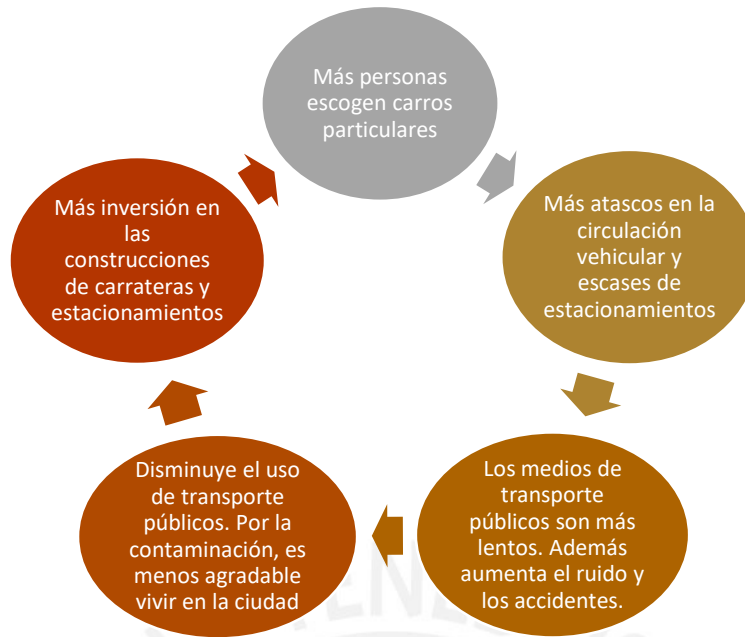 Más personas
escogen carros
particulares
Más atascos en la
circulación
vehicular y
escases de
estacionamientos
Los medios de
transporte
públicos son más
lentos. Además
aumenta el ruido y
los accidentes.
Disminuye el uso
de transporte
públicos. Por la
contaminación, es
menos agradable
vivir en la ciudad
Más inversión en
las
construcciones
de carrateras y
estacionamientos